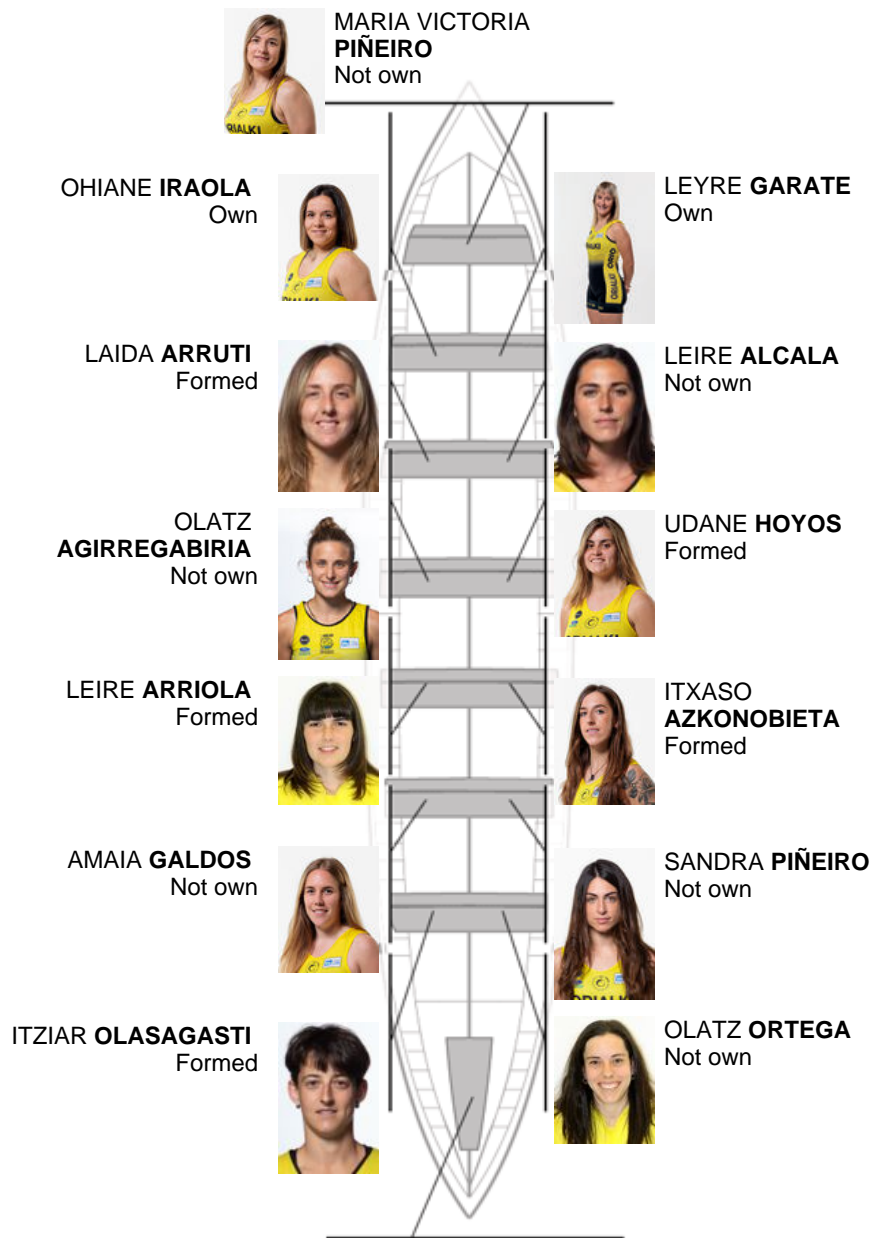 MARIA VICTORIA
PIÑEIRO
Not own
OHIANE IRAOLA
Own
LEYRE GARATE
Own
LAIDA ARRUTI
Formed
LEIRE ALCALA
Not own
OLATZ
AGIRREGABIRIA
Not own
UDANE HOYOS
Formed
LEIRE ARRIOLA
Formed
ITXASO
AZKONOBIETA
Formed
AMAIA GALDOS
Not own
SANDRA PIÑEIRO
Not own
ITZIAR OLASAGASTI
Formed
OLATZ ORTEGA
Not own
ORIALKI